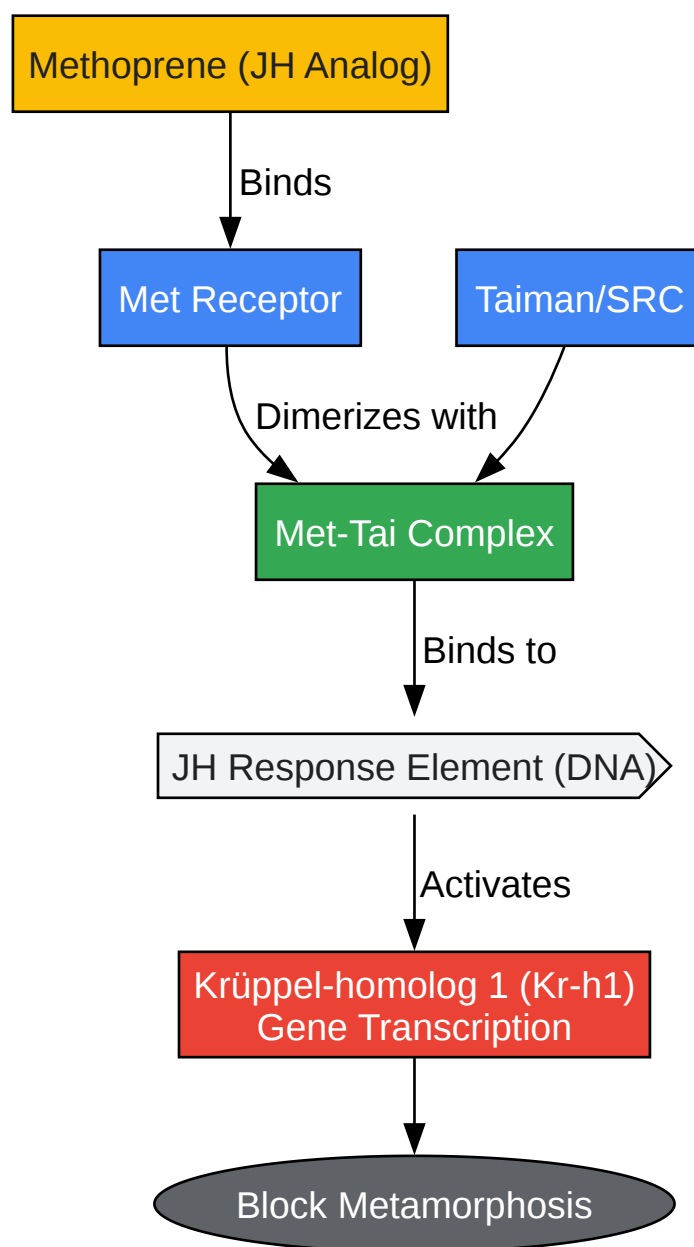 Methoprene (JH Analog)
Binds
Met Receptor
Taiman/SRC
Dimerizes with
Met-Tai Complex
Binds to
JH Response Element (DNA)
Activates
Krüppel-homolog 1 (Kr-h1)
Gene Transcription
Block Metamorphosis